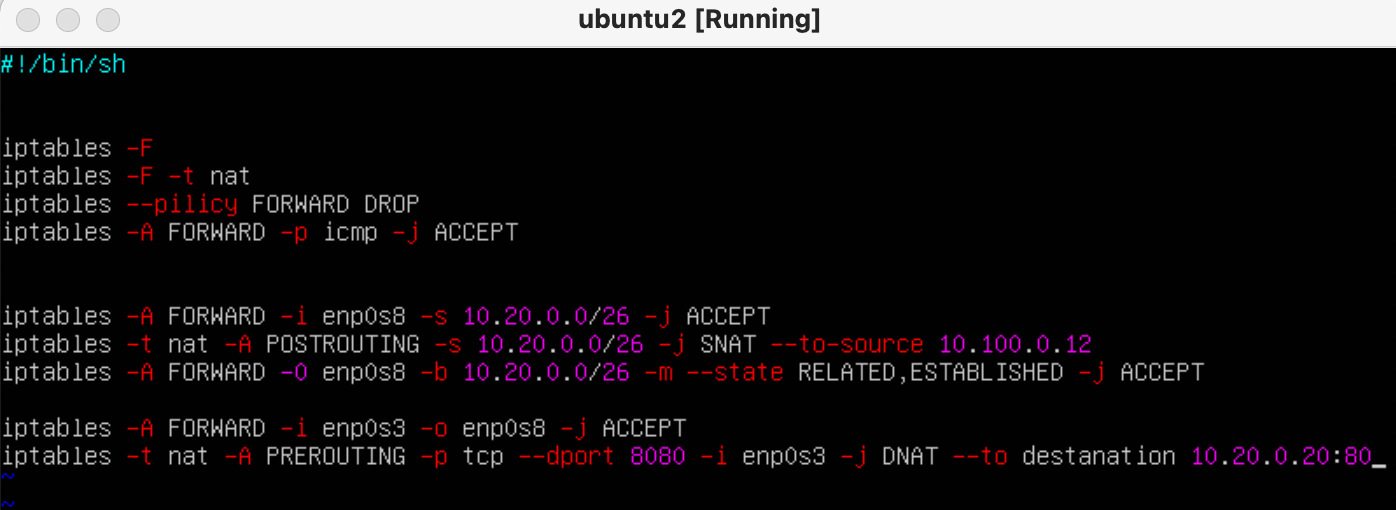 ubuntu2 [Running]
#!/bin/sh
iptables -F
iptables -F -t nat
iptables --pilicy FORWARD DROP
iptables -A FORWARD -p icmp -j ACCEPT
iptables -A FORWARD -i enp0s8 -s 10.20.0.0/26 -j ACCEPT
iptables -t nat -A POSTROUTING -s 10.20.0.0/26 -j SNAT --to-source 10.100.0.12
iptables -A FORWARD -0 enp0s8 -b 10.20.0.0/26 -m --state RELATED,ESTABLISHED -j ACCEPT
iptables -A FORWARD -i enp0s3 -o enp0s8 -j ACCEPT
iptables -t nat -A PREROUTING -p tcp --dport 8080 -i enp0s3 -j DNAT --to destanation 10.20.0.20:80_
~
~